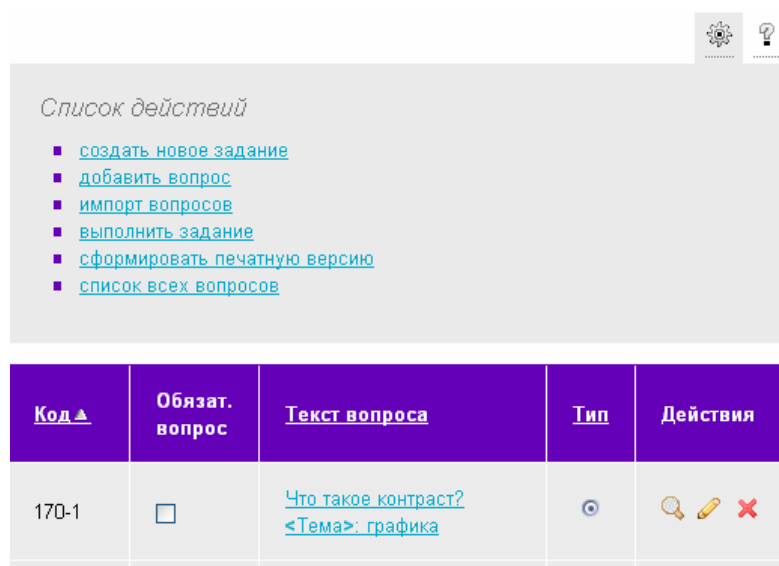 Список действий
создать новое задание
добавить вопрос
импорт вопросов
выполнить задание
сформировать печатную версию
список всех вопросов
Код Обязат. вопрос Текст вопроса Тип Действия
170-1 Что такое контраст?
<Тема>: графика